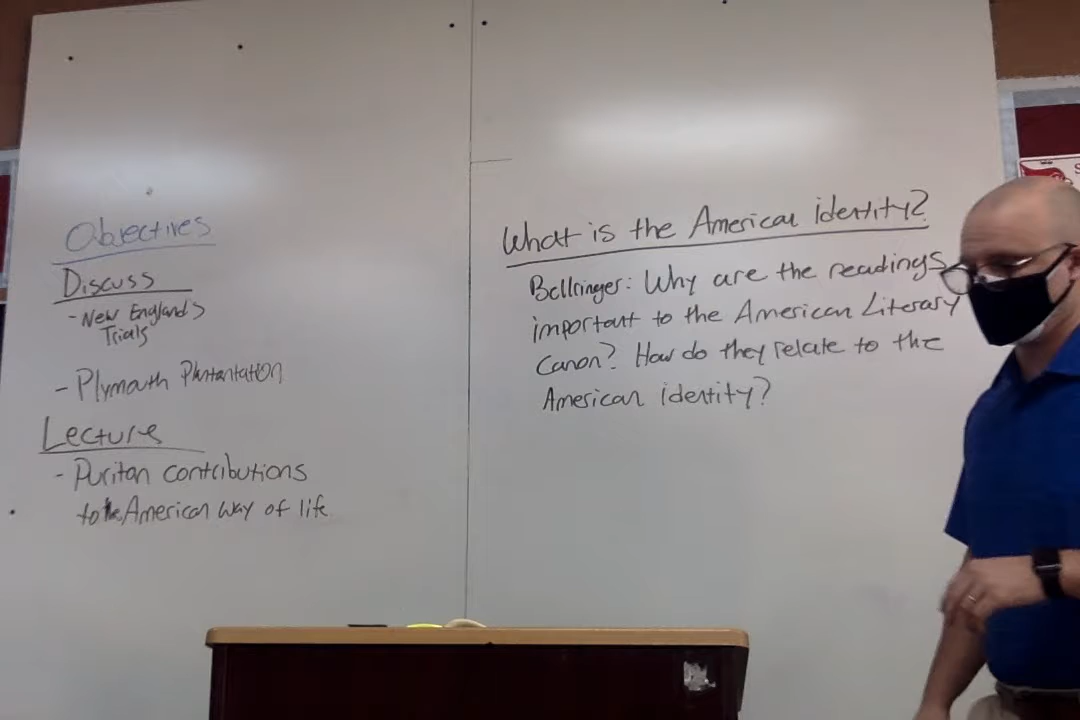 Objectives
Discuss
- New England's
Trials
- Plymouth Plantantation
Lecture
- Puritan contributions
to the American way of life
What is the American identity?
Bellringer: Why are the readings
important to the American Literary
Canon? How do they relate to the
American identity?